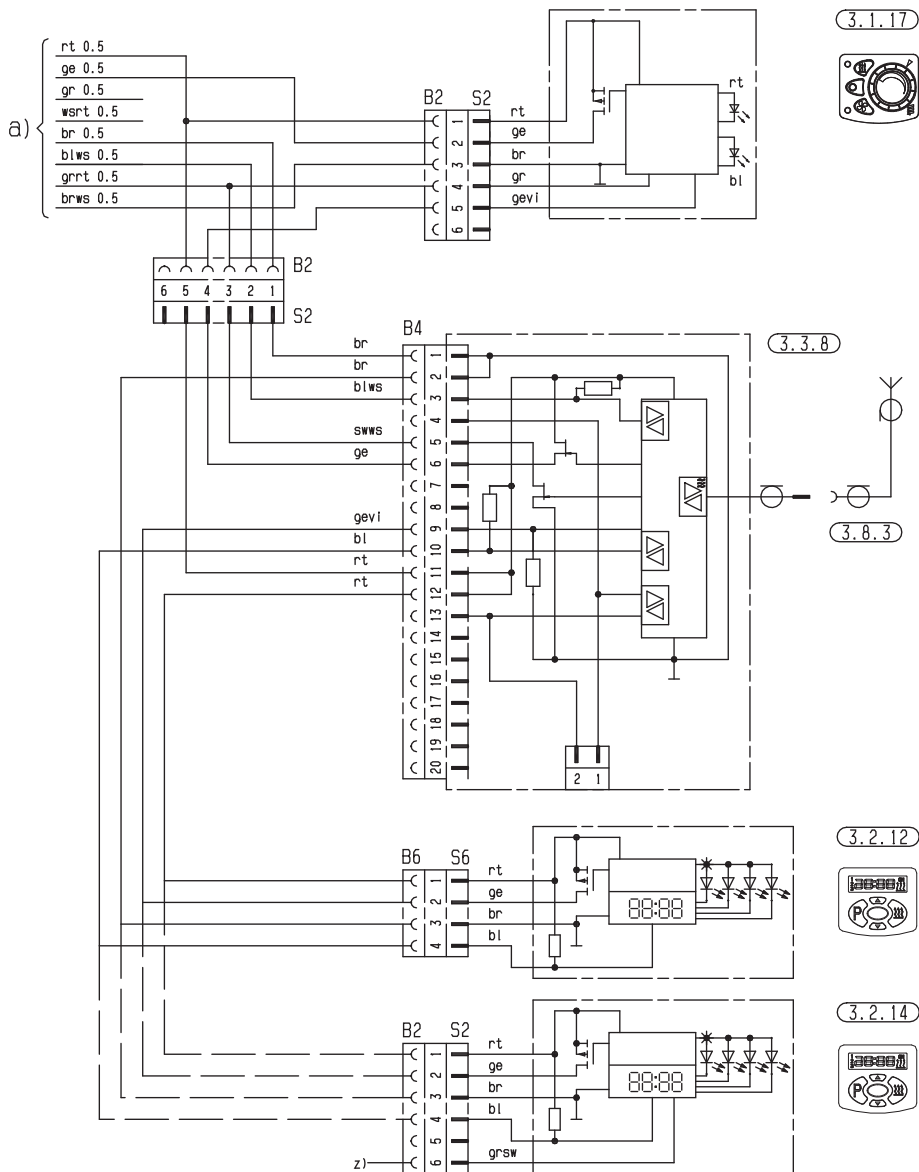 3.1.17
a)
rt 0.5
ge 0.5
gr 0.5
wsrt 0.5
br 0.5
blws 0.5
grrt 0.5
brws 0.5
B2 S2
1
2
3
4
5
6
rt
ge
br
gr
gevi
rt
bl
B2
6 5 4 3 2 1
S2
B4
3.3.8
br
br
blws
swws
ge
gevi
bl
rt
rt
1
2
3
4
5
6
7
8
9
10
11
12
13
14
15
16
17
18
19
20
2 1
3.8.3
3.2.12
B6 S6
1
2
3
4
rt
ge
br
bl
88:88
P
3.2.14
B2 S2
1
2
3
4
5
6
rt
ge
br
bl
grsw
88:88
P
z)